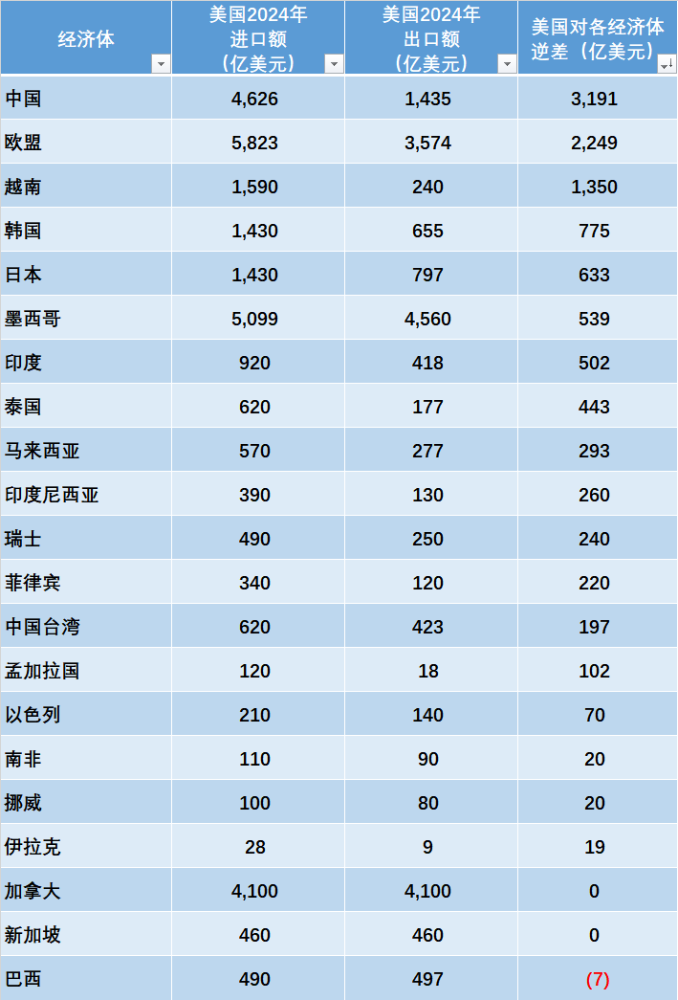 经济体 美国2024年进口额（亿美元） 美国2024年出口额（亿美元） 美国对各经济体逆差（亿美元）
中国 4,626 1,435 3,191
欧盟 5,823 3,574 2,249
越南 1,590 240 1,350
韩国 1,430 655 775
日本 1,430 797 633
墨西哥 5,099 4,560 539
印度 920 418 502
泰国 620 177 443
马来西亚 570 277 293
印度尼西亚 390 130 260
瑞士 490 250 240
菲律宾 340 120 220
中国台湾 620 423 197
孟加拉国 120 18 102
以色列 210 140 70
南非 110 90 20
挪威 100 80 20
伊拉克 28 9 19
加拿大 4,100 4,100 0
新加坡 460 460 0
巴西 490 497 (7)